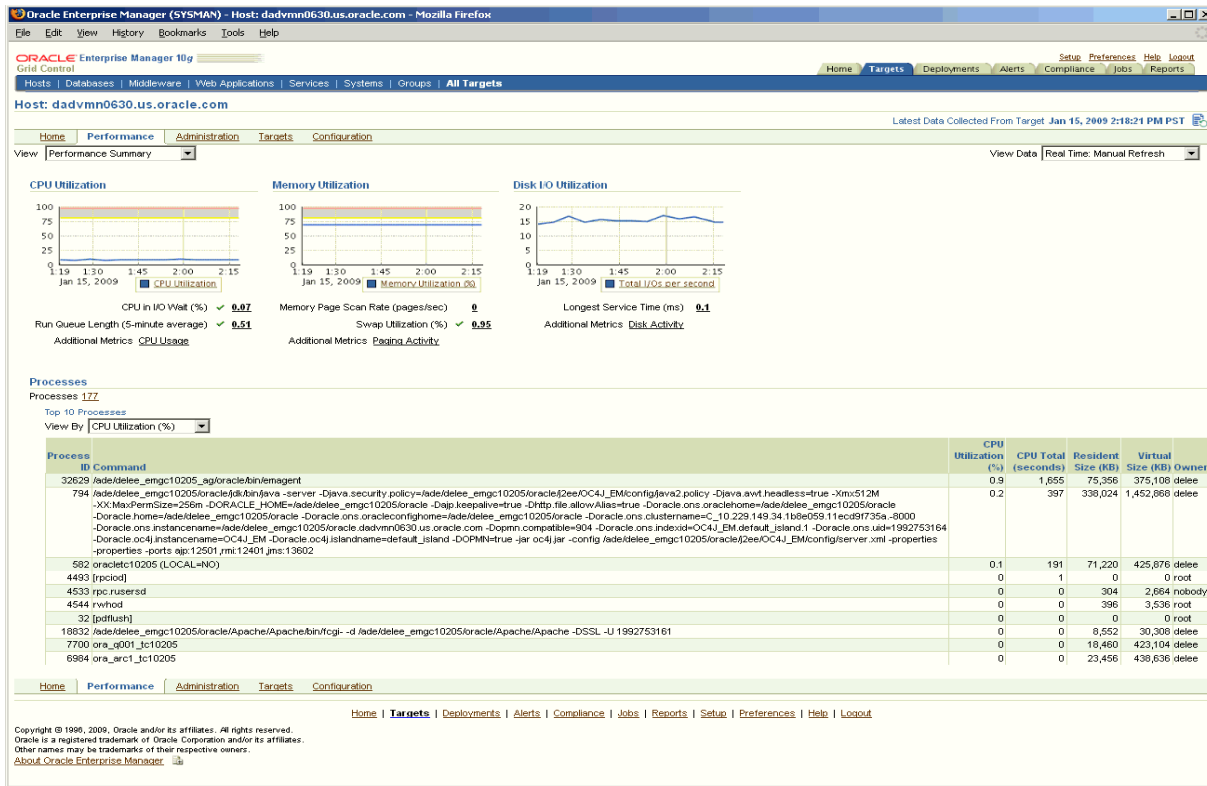 Oracle Enterprise Manager (SYSMAN) - Host: dadvmn0630.us.oracle.com - Mozilla Firefox
File Edit View History Bookmarks Tools Help
ORACLE Enterprise Manager 10g
Grid Control
Setup Preferences Help Logout
Home Targets Deployments Alerts Compliance Jobs Reports
Hosts | Databases | Middleware | Web Applications | Services | Systems | Groups | All Targets
Host: dadvmn0630.us.oracle.com
Latest Data Collected From Target Jan 15, 2009 2:18:21 PM PST
Home Performance Administration Targets Configuration
View Performance Summary
View Data Real Time: Manual Refresh
CPU Utilization
100
75
50
25
0
1:19 1:30 1:45 2:00 2:15
Jan 15, 2009 CPU Utilization
CPU in I/O Wait (%) 0.07
Run Queue Length (5-minute average) 0.51
Additional Metrics CPU Usage
Memory Utilization
100
75
50
25
0
1:19 1:30 1:45 2:00 2:15
Jan 15, 2009 Memory Utilization (%)
Memory Page Scan Rate (pages/sec) 0
Swap Utilization (%) 0.95
Additional Metrics Paging Activity
Disk I/O Utilization
20
15
10
5
0
1:19 1:30 1:45 2:00 2:15
Jan 15, 2009 Total I/Os per second
Longest Service Time (ms) 0.1
Additional Metrics Disk Activity
Processes
Processes 177
Top 10 Processes
View By CPU Utilization (%)
Process ID Command CPU Utilization (%) CPU Total (seconds) Resident Size (KB) Virtual Size (KB) Owner
32629 /ade/delee_emgc10205_ag/oracle/bin/emagent 0.9 1,655 75,356 375,108 delee
794 /ade/delee_emgc10205/oracle/jdk/bin/java -server -Djava.security.policy=/ade/delee_emgc10205/oracle/j2ee/OC4J_EM/config/java2.policy -Djava.awt.headless=true -Xmx512M 0.2 397 338,024 1,452,868 delee
-XX:MaxPermSize=256m -DORACLE_HOME=/ade/delee_emgc10205/oracle -Dajp.keepalive=true -Dhttp.file.allowAlias=true -Doracle.ons.oraclehome=/ade/delee_emgc10205/oracle
-Doracle.home=/ade/delee_emgc10205/oracle -Doracle.ons.oracleconfighome=/ade/delee_emgc10205/oracle -Doracle.ons.clustername=C_10.229.149.34.1b8e059.11ecd9f735a.-8000
-Doracle.ons.instancename=/ade/delee_emgc10205/oracle.dadvmn0630.us.oracle.com -Dopmn.compatible=904 -Doracle.ons.indexid=OC4J_EM.default_island.1 -Doracle.ons.uid=1992753164
-Doracle.oc4j.instancename=OC4J_EM -Doracle.oc4j.islandname=default_island -DOPMN=true -jar oc4j.jar -config /ade/delee_emgc10205/oracle/j2ee/OC4J_EM/config/server.xml -properties
-properties -ports ajp:12501,rmi:12401,jms:13602
582 oracletc10205 (LOCAL=NO) 0.1 191 71,220 425,876 delee
4493 [rpciod] 0 1 0 0 root
4533 rpc.rusersd 0 0 304 2,664 nobody
4544 rwhod 0 0 396 3,536 root
32 [pdflush] 0 0 0 0 root
18832 /ade/delee_emgc10205/oracle/Apache/Apache/bin/fcgi- -d /ade/delee_emgc10205/oracle/Apache/Apache -DSSL -U 1992753161 0 0 8,552 30,308 delee
7700 ora_q001_tc10205 0 0 18,460 423,104 delee
6984 ora_arc1_tc10205 0 0 23,456 438,636 delee
Home Performance Administration Targets Configuration
Home | Targets | Deployments | Alerts | Compliance | Jobs | Reports | Setup | Preferences | Help | Logout
Copyright © 1996, 2009, Oracle and/or its affiliates. All rights reserved.
Oracle is a registered trademark of Oracle Corporation and/or its affiliates.
Other names may be trademarks of their respective owners.
About Oracle Enterprise Manager